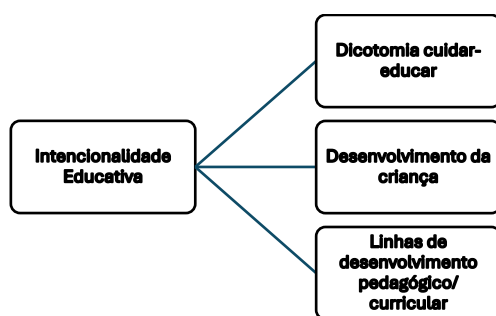 Dicotomia cuidar-
educar
Intencionalidade
Educativa
Desenvolvimento da
criança
Linhas de
desenvolvimento
pedagógico/
curricular